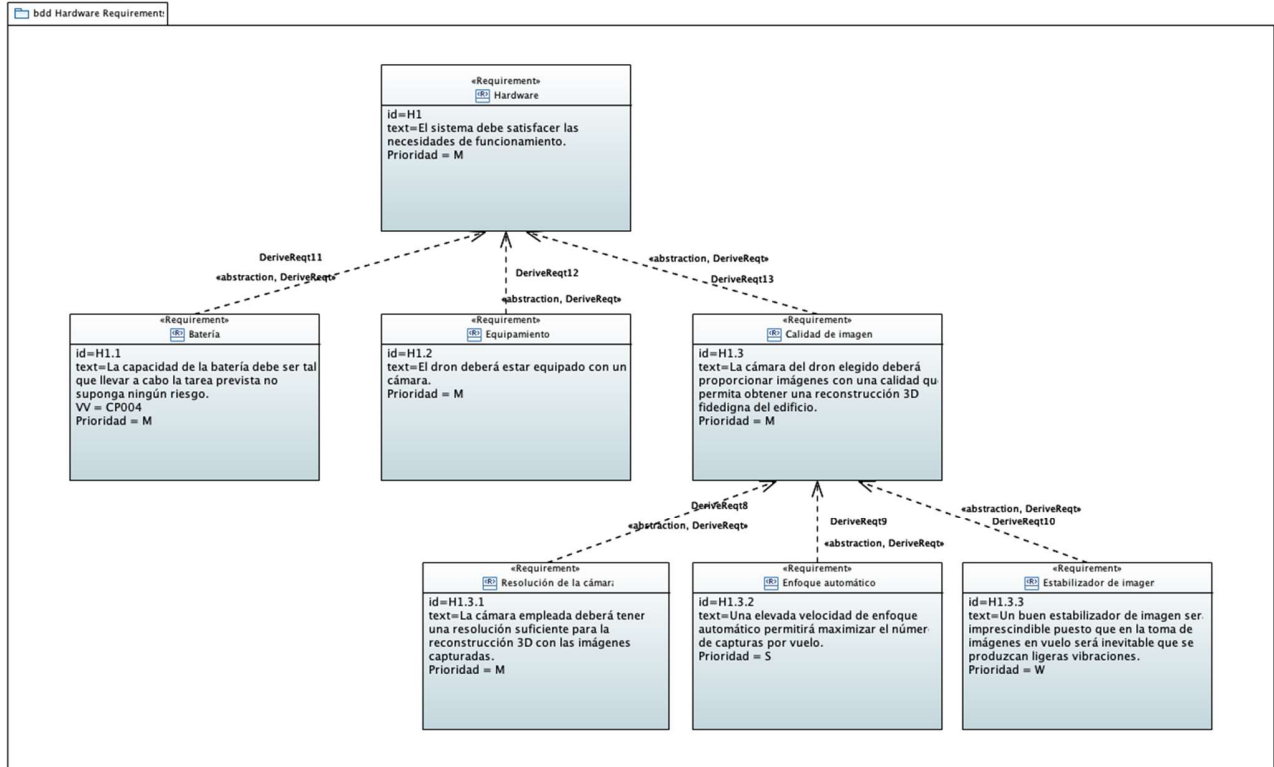 bdd Hardware Requirement
«Requirement»
Hardware
id=H1
text=El sistema debe satisfacer las
necesidades de funcionamiento.
Prioridad = M
DeriveReqt11
«abstraction, DeriveReqt»
DeriveReqt12
«abstraction, DeriveReqt»
«abstraction, DeriveReqt»
DeriveReqt13
«Requirement»
Batería
id=H1.1
text=La capacidad de la batería debe ser tal
que llevar a cabo la tarea prevista no
suponga ningún riesgo.
VV = CP004
Prioridad = M
«Requirement»
Equipamiento
id=H1.2
text=El dron deberá estar equipado con un
cámara.
Prioridad = M
«Requirement»
Calidad de imagen
id=H1.3
text=La cámara del dron elegido deberá
proporcionar imágenes con una calidad qu
permita obtener una reconstrucción 3D
fidedigna del edificio.
Prioridad = M
DeriveReqt8
«abstraction, DeriveReqt»
DeriveReqt9
«abstraction, DeriveReqt»
«abstraction, DeriveReqt»
DeriveReqt10
«Requirement»
Resolución de la cámar
id=H1.3.1
text=La cámara empleada deberá tener
una resolución suficiente para la
reconstrucción 3D con las imágenes
capturadas.
Prioridad = M
«Requirement»
Enfoque automático
id=H1.3.2
text=Una elevada velocidad de enfoque
automático permitirá maximizar el númer
de capturas por vuelo.
Prioridad = S
«Requirement»
Estabilizador de imager
id=H1.3.3
text=Un buen estabilizador de imagen ser
imprescindible puesto que en la toma de
imágenes en vuelo será inevitable que se
produzcan ligeras vibraciones.
Prioridad = W